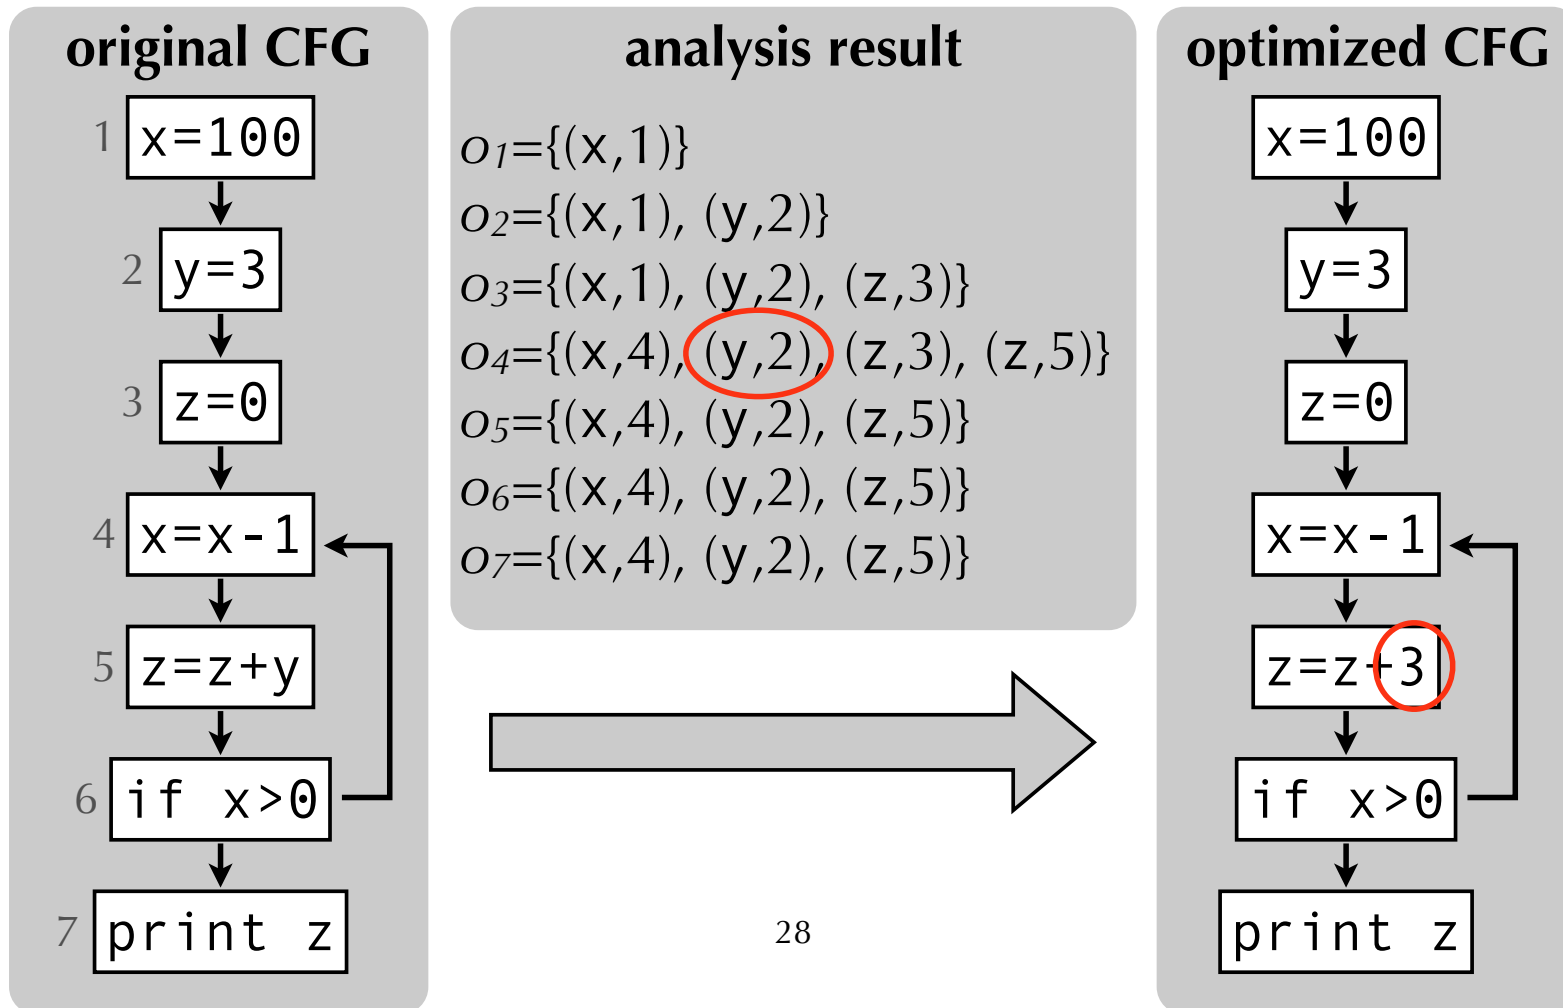 original CFG
1 x=100
2 y=3
3 z=0
4 x=x-1
5 z=z+y
6 if x>0
7 print z
analysis result
o1={(x,1)}
o2={(x,1), (y,2)}
o3={(x,1), (y,2), (z,3)}
o4={(x,4), (y,2), (z,3), (z,5)}
o5={(x,4), (y,2), (z,5)}
o6={(x,4), (y,2), (z,5)}
o7={(x,4), (y,2), (z,5)}
optimized CFG
x=100
y=3
z=0
x=x-1
z=z+3
if x>0
print z
28